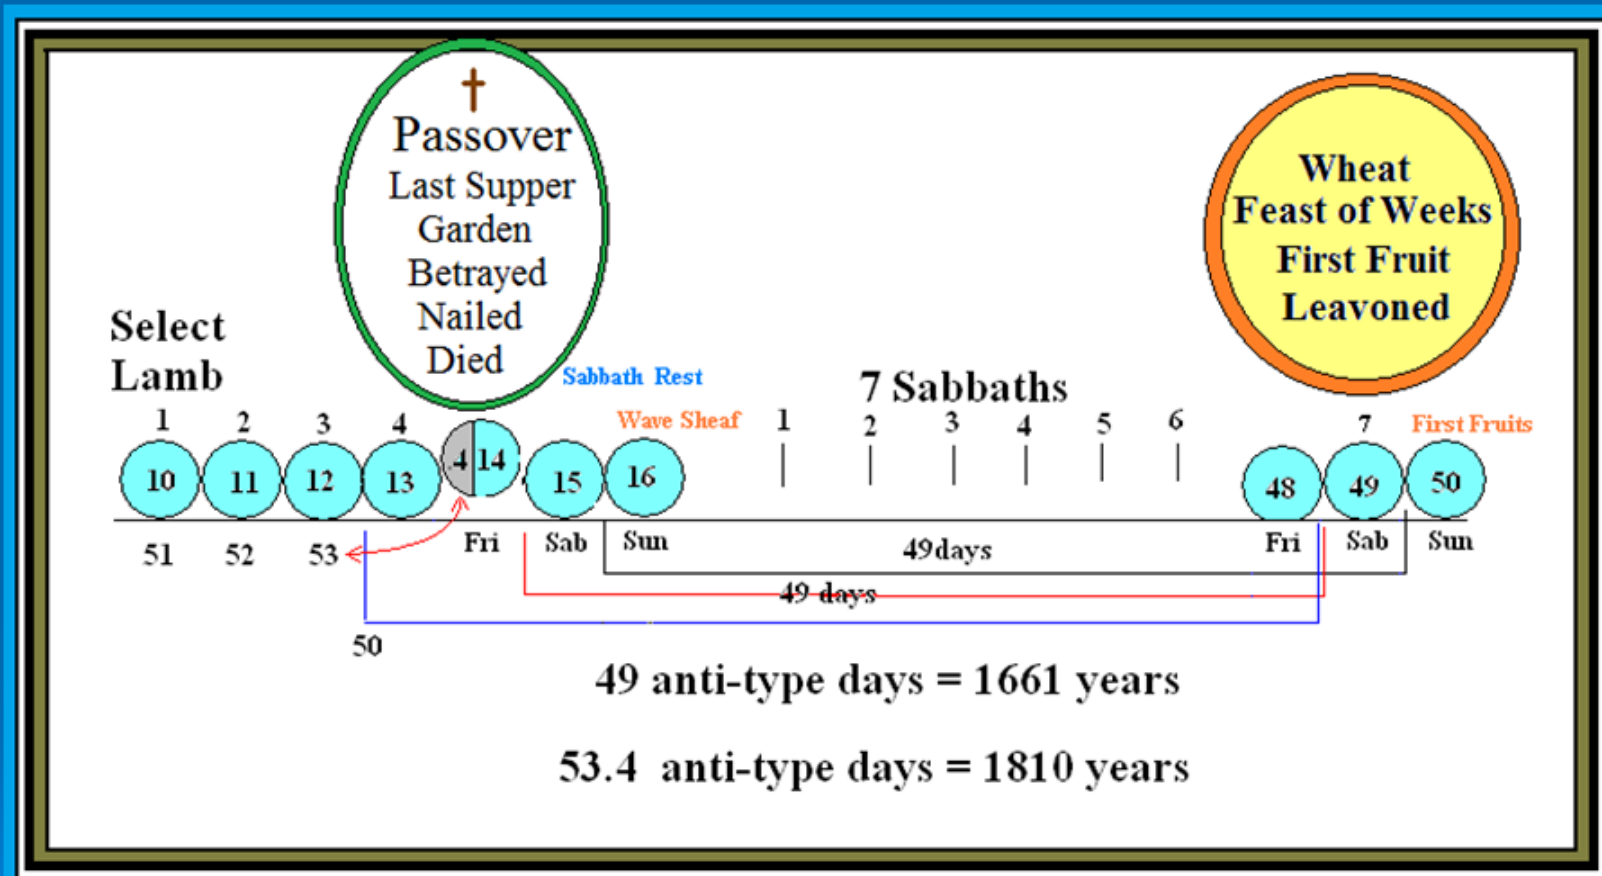 Passover
Last Supper
Garden
Betrayed
Nailed
Died
Wheat
Feast of Weeks
First Fruit
Leavoned
Select
Lamb
Sabbath Rest
7 Sabbaths
1 2 3 4 Wave Sheaf 1 2 3 4 5 6 7 First Fruits
10 11 12 13 .4 14 15 16 48 49 50
51 52 53 Fri Sab Sun 49days Fri Sab Sun
49 days
50
49 anti-type days = 1661 years
53.4 anti-type days = 1810 years